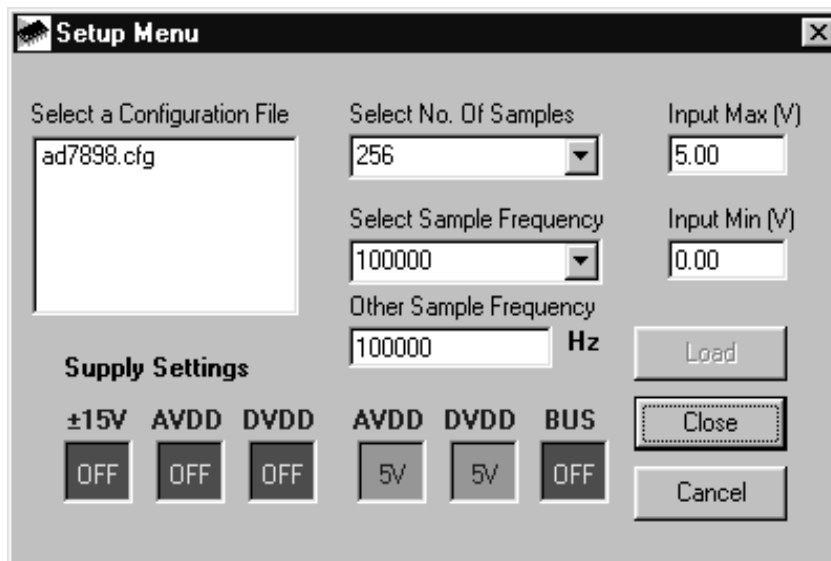 Setup Menu
Select a Configuration File
ad7898.cfg
Select No. Of Samples
256
Select Sample Frequency
100000
Other Sample Frequency
100000 Hz
Input Max (V)
5.00
Input Min (V)
0.00
Load
Close
Cancel
Supply Settings
±15V AVDD DVDD AVDD DVDD BUS
OFF OFF OFF 5V 5V OFF